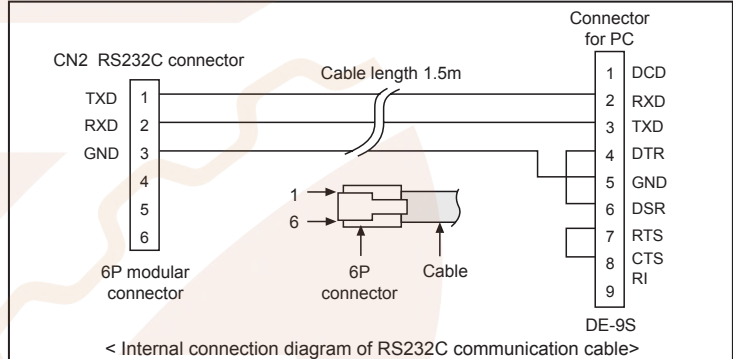 Connector
for PC
CN2 RS232C connector
Cable length 1.5m
TXD 1
RXD 2
GND 3
4
5
6
6P modular
connector
1
6
6P
connector
Cable
1 DCD
2 RXD
3 TXD
4 DTR
5 GND
6 DSR
7 RTS
8 CTS
9 RI
DE-9S
< Internal connection diagram of RS232C communication cable>